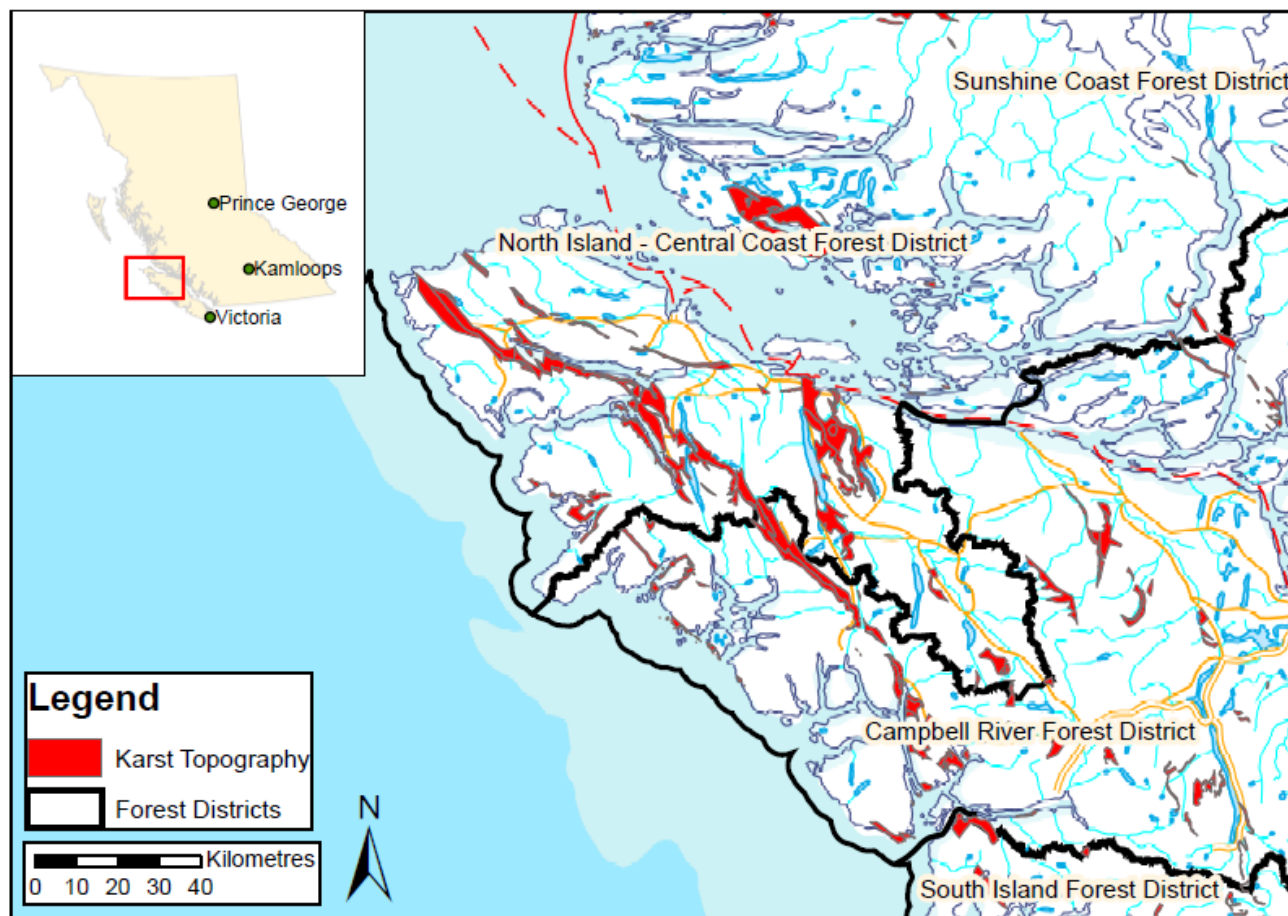 Sunshine Coast Forest District
Prince George
North Island - Central Coast Forest District
Kamloops
Victoria
Legend
Karst Topography
Campbell River Forest District
Forest Districts
N
Kilometres
0 10 20 30 40
South Island Forest District